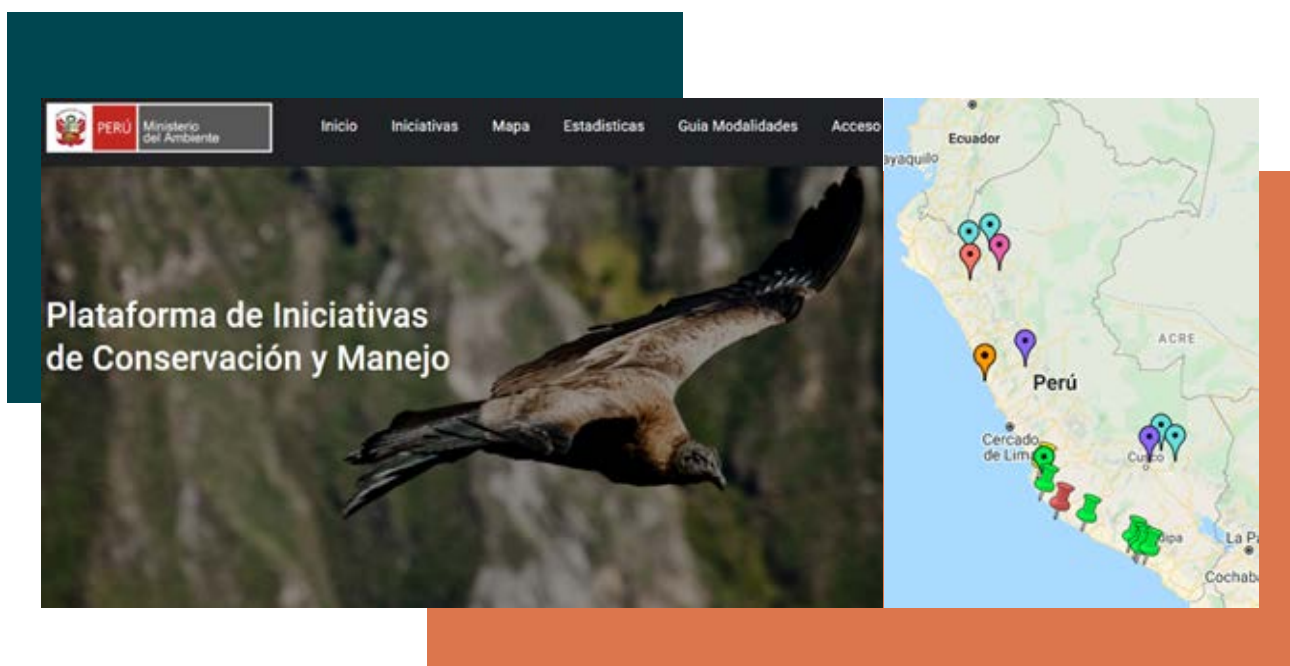 PERÚ
Ministerio
del Ambiente
Inicio
Iniciativas
Mapa
Estadisticas
Guia Modalidades
Acceso
Plataforma de Iniciativas
de Conservación y Manejo
Ecuador
ayaquilo
ACRE
Perú
Cercado
de Lim
Cusco
ipa
La P
Cochab